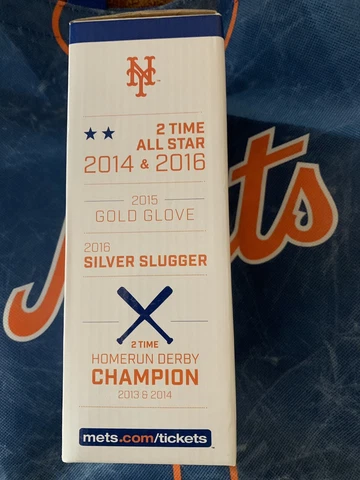 NY
2 TIME
ALL STAR
2014 & 2016
2015
GOLD GLOVE
2016
SILVER SLUGGER
2 TIME
HOMERUN DERBY
CHAMPION
2013 & 2014
mets.com/tickets
ts